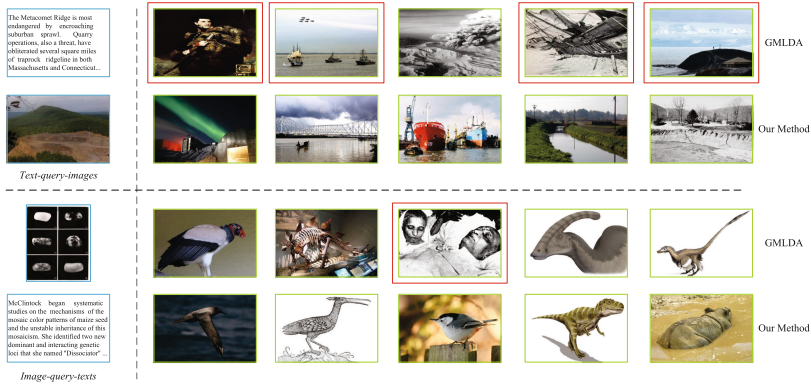 The Metacomet Ridge is most
endangered by encroaching
suburban sprawl. Quarry
operations, also a threat, have
obliterated several square miles
of traprock ridgeline in both
Massachusetts and Connecticut...
GMLDA
Our Method
Text-query-images
GMLDA
McClintock began systematic
studies on the mechanisms of the
mosaic color patterns of maize seed
and the unstable inheritance of this
mosaicism. She identified two new
dominant and interacting genetic
loci that she named "Dissociator" ...
Our Method
Image-query-texts